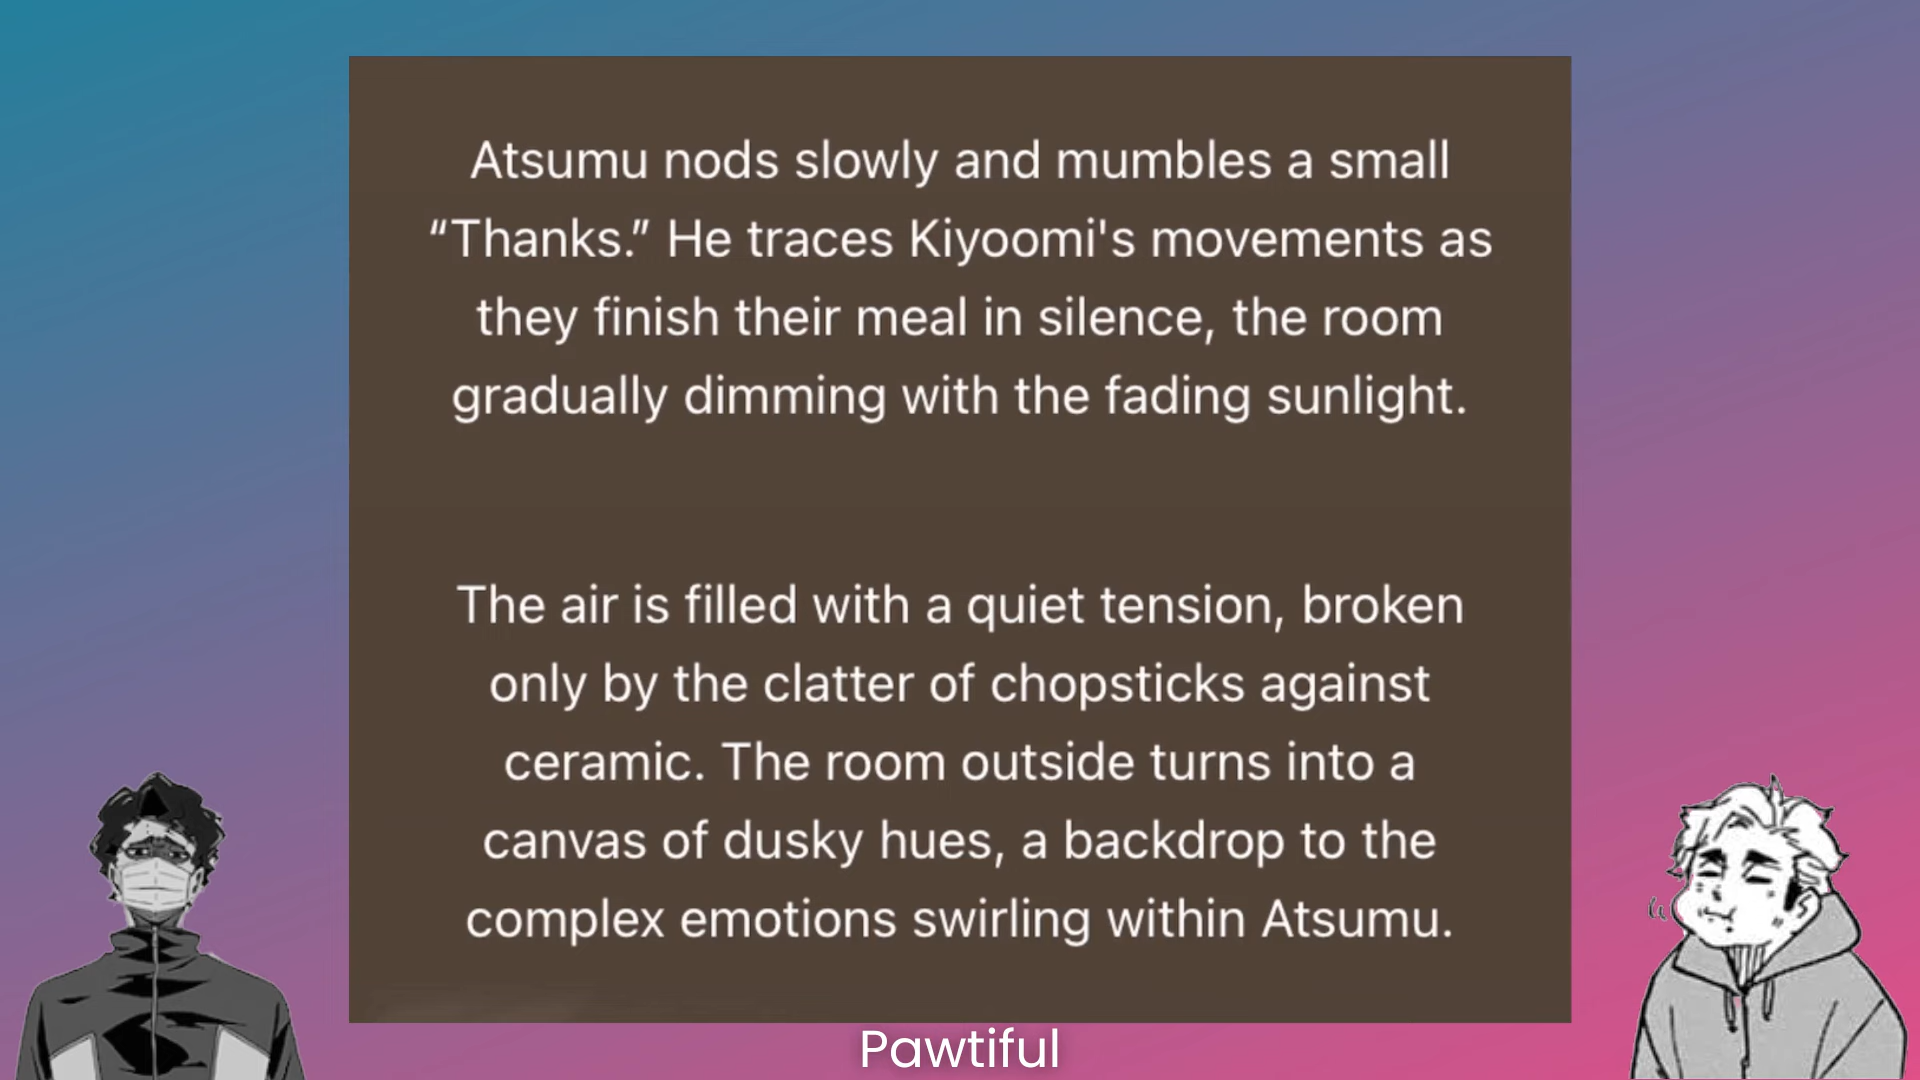 Atsumu nods slowly and mumbles a small
“Thanks.” He traces Kiyoomi's movements as
they finish their meal in silence, the room
gradually dimming with the fading sunlight.
The air is filled with a quiet tension, broken
only by the clatter of chopsticks against
ceramic. The room outside turns into a
canvas of dusky hues, a backdrop to the
complex emotions swirling within Atsumu.
Pawtiful